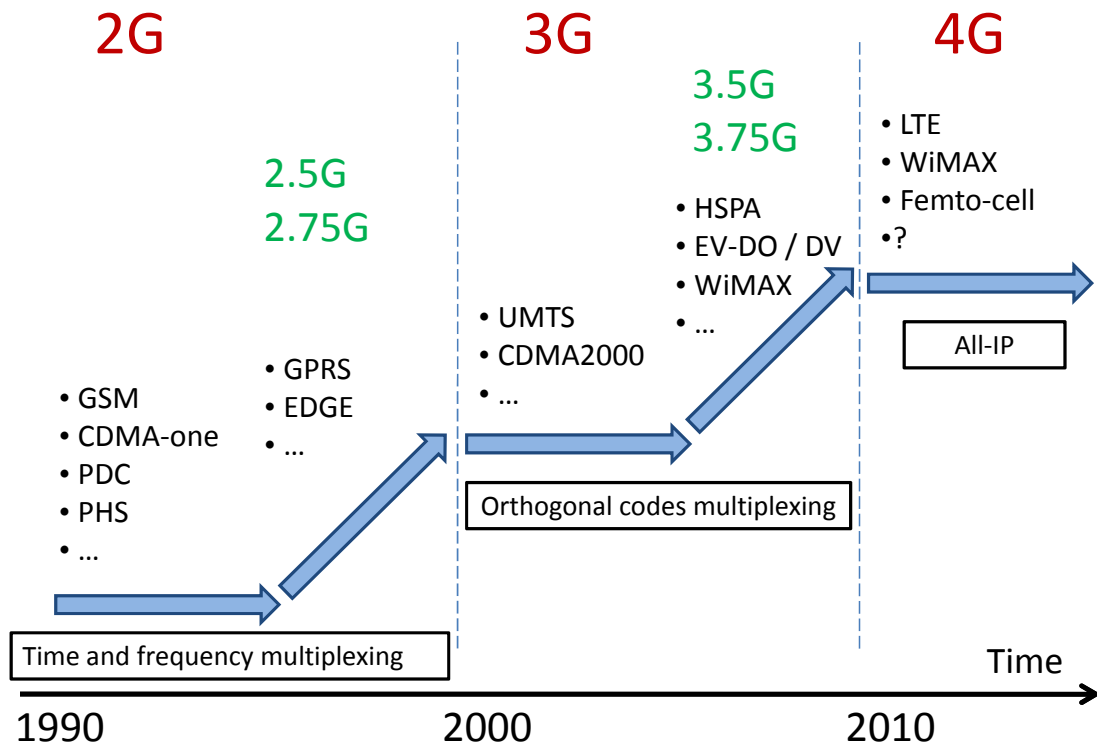 2G
3G
4G
2.5G
2.75G
3.5G
3.75G
• GSM
• CDMA-one
• PDC
• PHS
• ...
• GPRS
• EDGE
• ...
• UMTS
• CDMA2000
• ...
• HSPA
• EV-DO / DV
• WiMAX
• ...
• LTE
• WiMAX
• Femto-cell
•?
Time and frequency multiplexing
Orthogonal codes multiplexing
All-IP
Time
1990
2000
2010